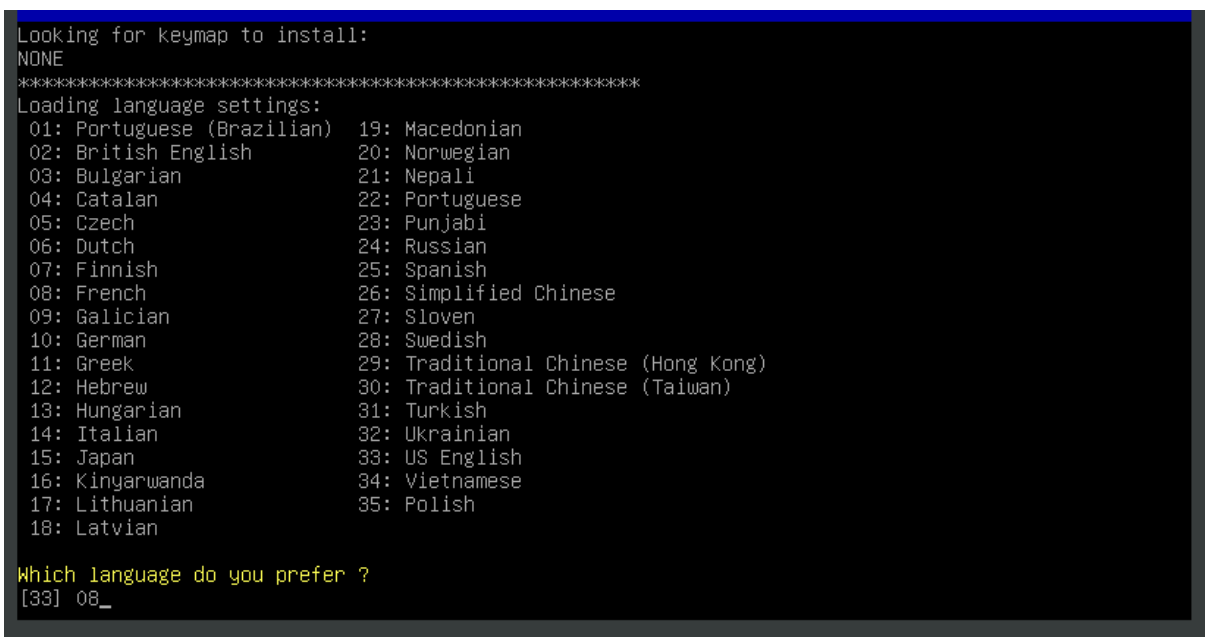 Looking for keymap to install:
NONE
*****************************************************
Loading language settings:
01: Portuguese (Brazilian) 19: Macedonian
02: British English 20: Norwegian
03: Bulgarian 21: Nepali
04: Catalan 22: Portuguese
05: Czech 23: Punjabi
06: Dutch 24: Russian
07: Finnish 25: Spanish
08: French 26: Simplified Chinese
09: Galician 27: Sloven
10: German 28: Swedish
11: Greek 29: Traditional Chinese (Hong Kong)
12: Hebrew 30: Traditional Chinese (Taiwan)
13: Hungarian 31: Turkish
14: Italian 32: Ukrainian
15: Japan 33: US English
16: Kinyarwanda 34: Vietnamese
17: Lithuanian 35: Polish
18: Latvian
Which language do you prefer ?
[33] 08_